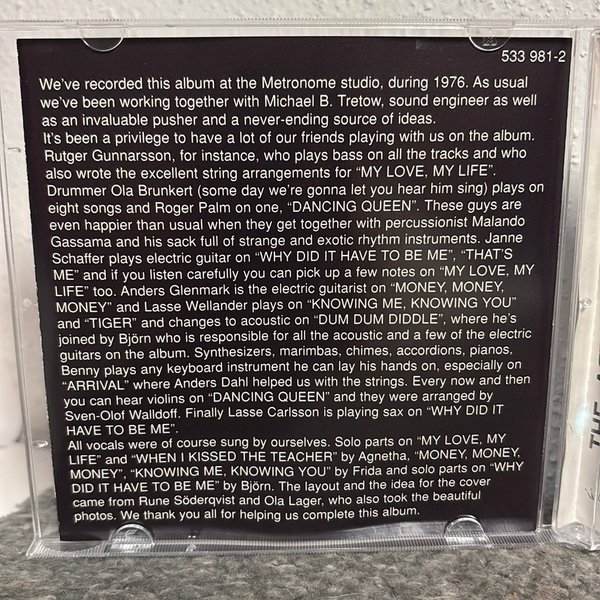 533 981-2
We've recorded this album at the Metronome studio, during 1976. As usual
we've been working together with Michael B. Tretow, sound engineer as well
as an invaluable pusher and a never-ending source of ideas.
It's been a privilege to have a lot of our friends playing with us on the album.
Rutger Gunnarsson, for instance, who plays bass on all the tracks and who
also wrote the excellent string arrangements for "MY LOVE, MY LIFE".
Drummer Ola Brunkert (some day we're gonna let you hear him sing) plays on
eight songs and Roger Palm on one, "DANCING QUEEN". These guys are
even happier than usual when they get together with percussionist Malando
Gassama and his sack full of strange and exotic rhythm instruments. Janne
Schaffer plays electric guitar on "WHY DID IT HAVE TO BE ME", "THAT'S
ME" and if you listen carefully you can pick up a few notes on "MY LOVE, MY
LIFE" too. Anders Glenmark is the electric guitarist on "MONEY, MONEY,
MONEY" and Lasse Wellander plays on "KNOWING ME, KNOWING YOU"
and "TIGER" and changes to acoustic on "DUM DUM DIDDLE", where he's
joined by Björn who is responsible for all the acoustic and a few of the electric
guitars on the album. Synthesizers, marimbas, chimes, accordions, pianos,
Benny plays any keyboard instrument he can lay his hands on, especially on
"ARRIVAL" where Anders Dahl helped us with the strings. Every now and then
you can hear violins on "DANCING QUEEN" and they were arranged by
Sven-Olof Walldoff. Finally Lasse Carlsson is playing sax on "WHY DID IT
HAVE TO BE ME".
All vocals were of course sung by ourselves. Solo parts on "MY LOVE, MY
LIFE" and "WHEN I KISSED THE TEACHER" by Agnetha, "MONEY, MONEY,
MONEY", "KNOWING ME, KNOWING YOU" by Frida and solo parts on "WHY
DID IT HAVE TO BE ME" by Björn. The layout and the idea for the cover
came from Rune Söderqvist and Ola Lager, who also took the beautiful
photos. We thank you all for helping us complete this album.
THE